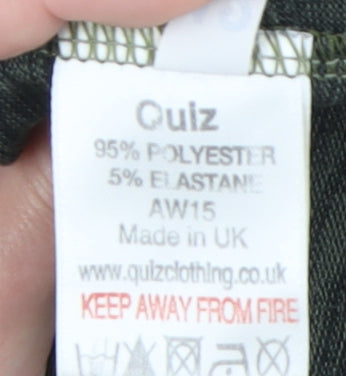 Quiz
95% POLYESTER
5% ELASTANE
AW15
Made in UK
www.quizclothing.co.uk
KEEP AWAY FROM FIRE